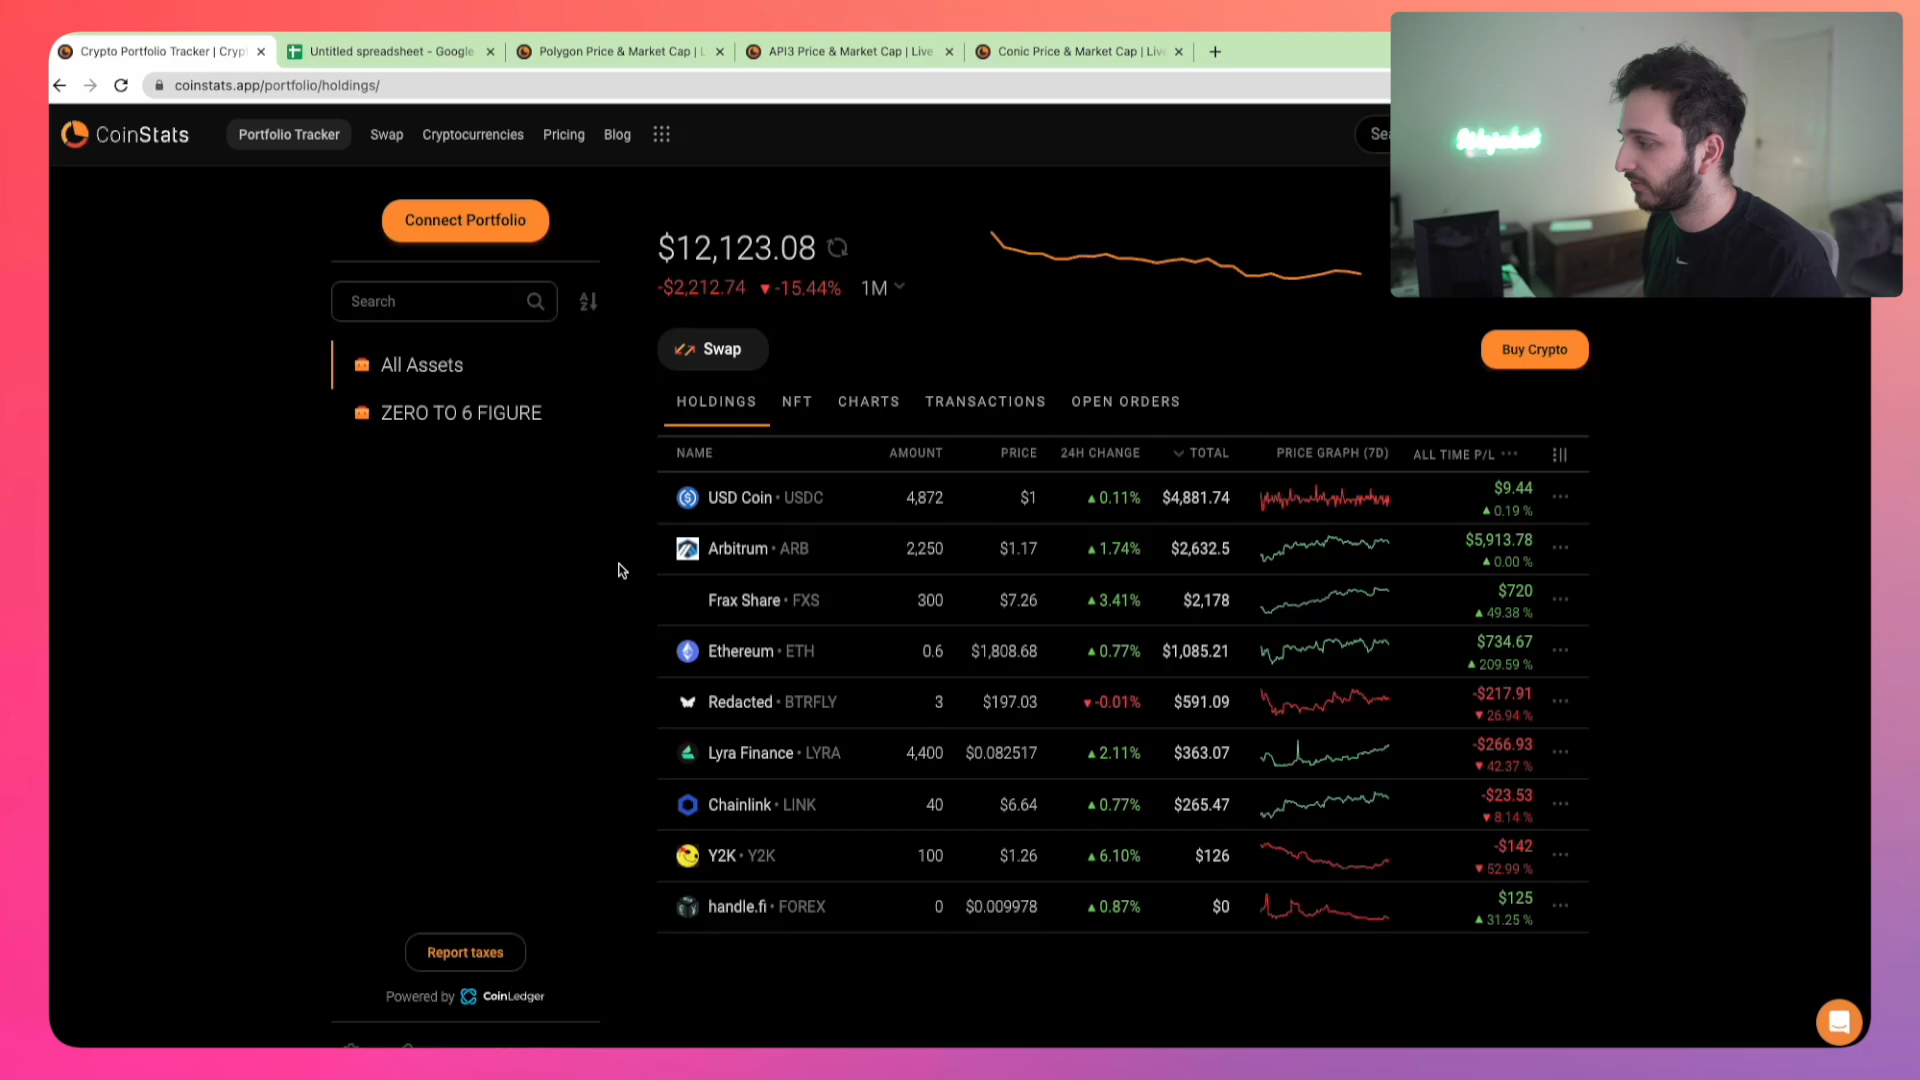 Crypto Portfolio Tracker | Cryp
Untitled spreadsheet - Google
Polygon Price & Market Cap | L
API3 Price & Market Cap | Live
Conic Price & Market Cap | Liv
coinstats.app/portfolio/holdings/
CoinStats
Portfolio Tracker
Swap
Cryptocurrencies
Pricing
Blog
Sea
Connect Portfolio
Search
All Assets
ZERO TO 6 FIGURE
$12,123.08
-$2,212.74 ▼-15.44% 1M
Swap
Buy Crypto
HOLDINGS NFT CHARTS TRANSACTIONS OPEN ORDERS
NAME AMOUNT PRICE 24H CHANGE TOTAL PRICE GRAPH (7D) ALL TIME P/L
USD Coin • USDC 4,872 $1 ▲0.11% $4,881.74 $9.44
▲0.19 %
Arbitrum • ARB 2,250 $1.17 ▲1.74% $2,632.5 $5,913.78
▲0.00 %
Frax Share • FXS 300 $7.26 ▲3.41% $2,178 $720
▲49.38 %
Ethereum • ETH 0.6 $1,808.68 ▲0.77% $1,085.21 $734.67
▲209.59 %
Redacted • BTRFLY 3 $197.03 ▼-0.01% $591.09 -$217.91
▼26.94 %
Lyra Finance • LYRA 4,400 $0.082517 ▲2.11% $363.07 -$266.93
▼42.37 %
Chainlink • LINK 40 $6.64 ▲0.77% $265.47 -$23.53
▼8.14 %
Y2K • Y2K 100 $1.26 ▲6.10% $126 -$142
▼52.99 %
handle.fi • FOREX 0 $0.009978 ▲0.87% $0 $125
▲31.25 %
Report taxes
Powered by CoinLedger